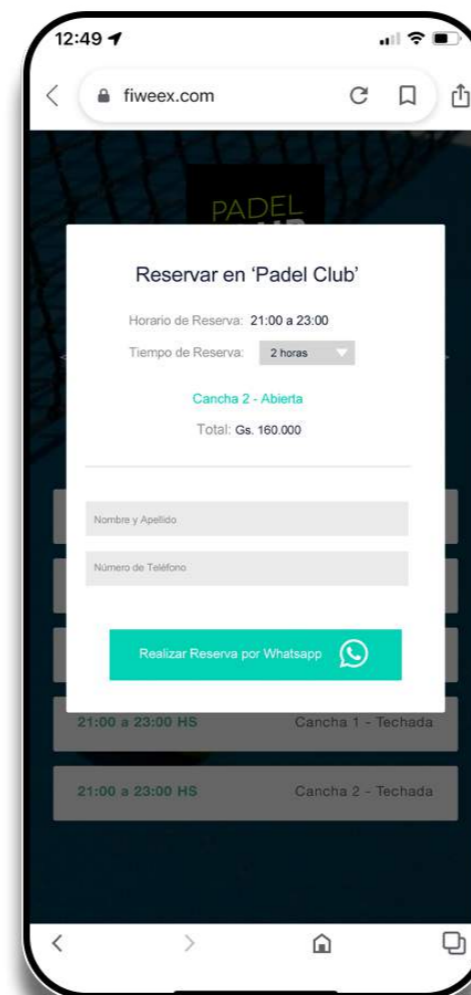 12:49
fiweex.com
PADEL
Reservar en ‘Padel Club’
Horario de Reserva: 21:00 a 23:00
Tiempo de Reserva: 2 horas
Cancha 2 - Abierta
Total: Gs. 160.000
Nombre y Apellido
Número de Teléfono
Realizar Reserva por Whatsapp
21:00 a 23:00 HS Cancha 1 - Techada
21:00 a 23:00 HS Cancha 2 - Techada